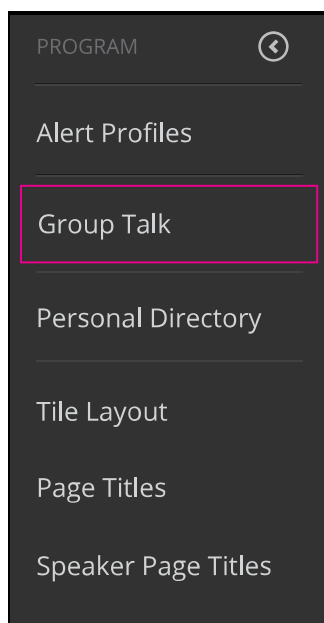 PROGRAM
Alert Profiles
Group Talk
Personal Directory
Tile Layout
Page Titles
Speaker Page Titles